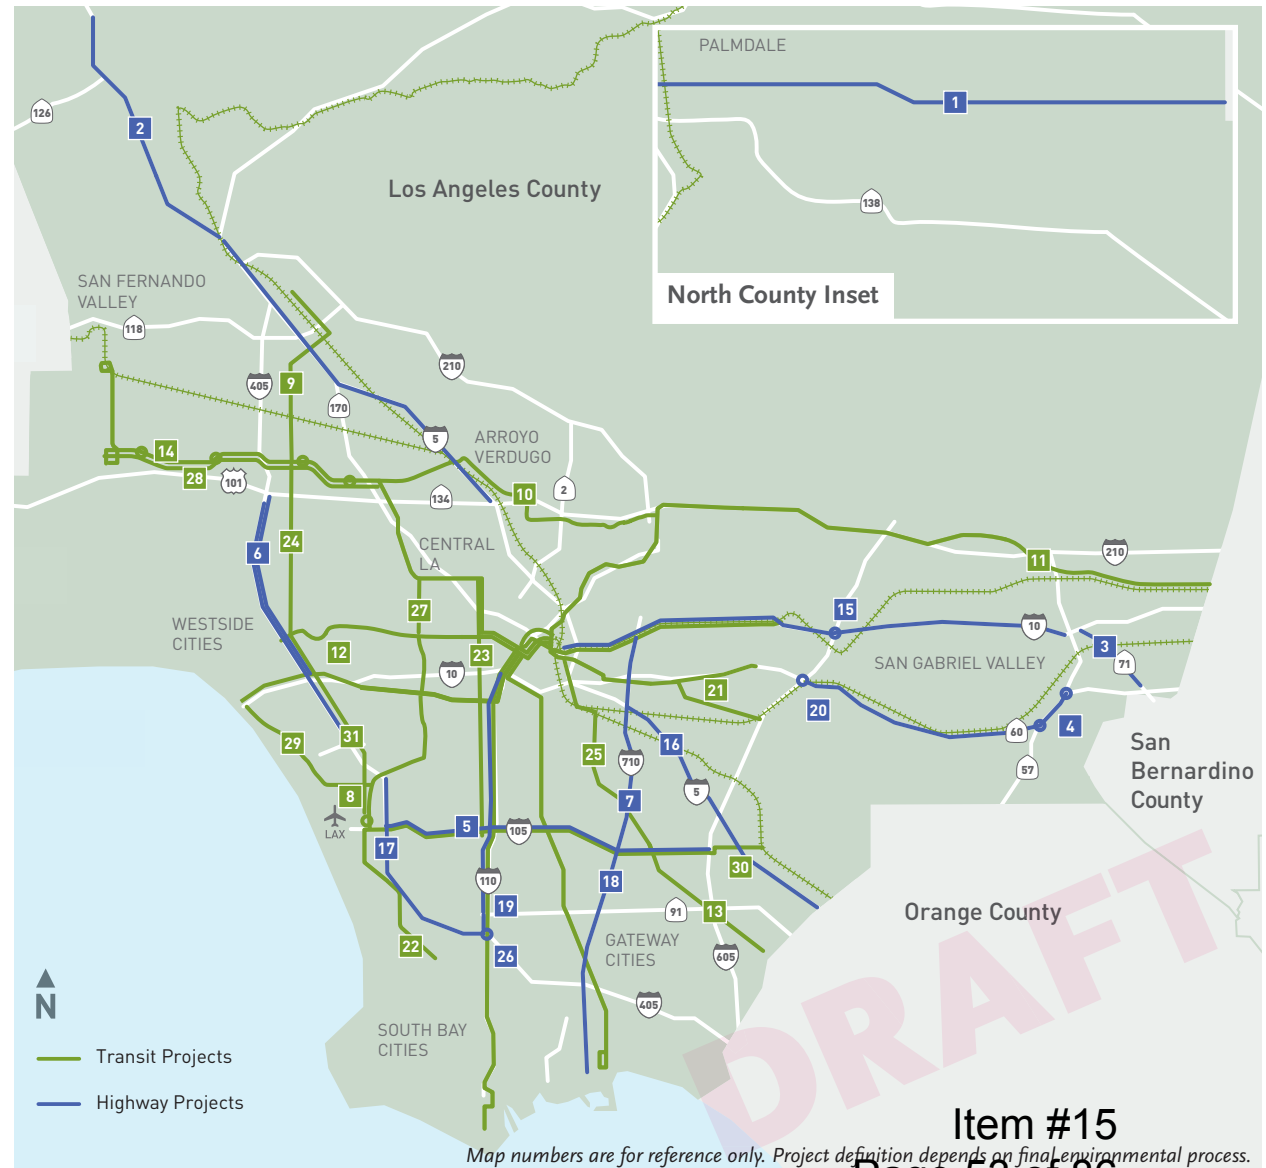 PALMDALE
1
126
2
138
Los Angeles County
North County Inset
SAN FERNANDO
VALLEY
118
210
405
9
170
5
ARROYO
VERDUGO
14
28
101
134
10
2
24
6
CENTRAL
LA
11
210
27
15
10
WESTSIDE
CITIES
12
23
10
3
71
SAN GABRIEL VALLEY
21
20
4
60
57
29
31
25
16
710
San
Bernardino
County
8
5
7
LAX
5
105
17
30
18
110
19
91
13
Orange County
22
26
GATEWAY
CITIES
605
405
N
SOUTH BAY
CITIES
Transit Projects
Highway Projects
DRAFT
Item #15
Map numbers are for reference only. Project definition depends on final environmental process.